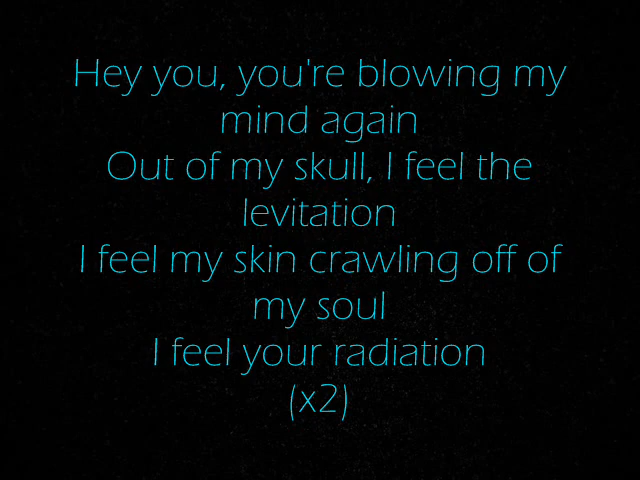 Hey you, you're blowing my
mind again
Out of my skull, I feel the
levitation
I feel my skin crawling off of
my soul
I feel your radiation
(x2)